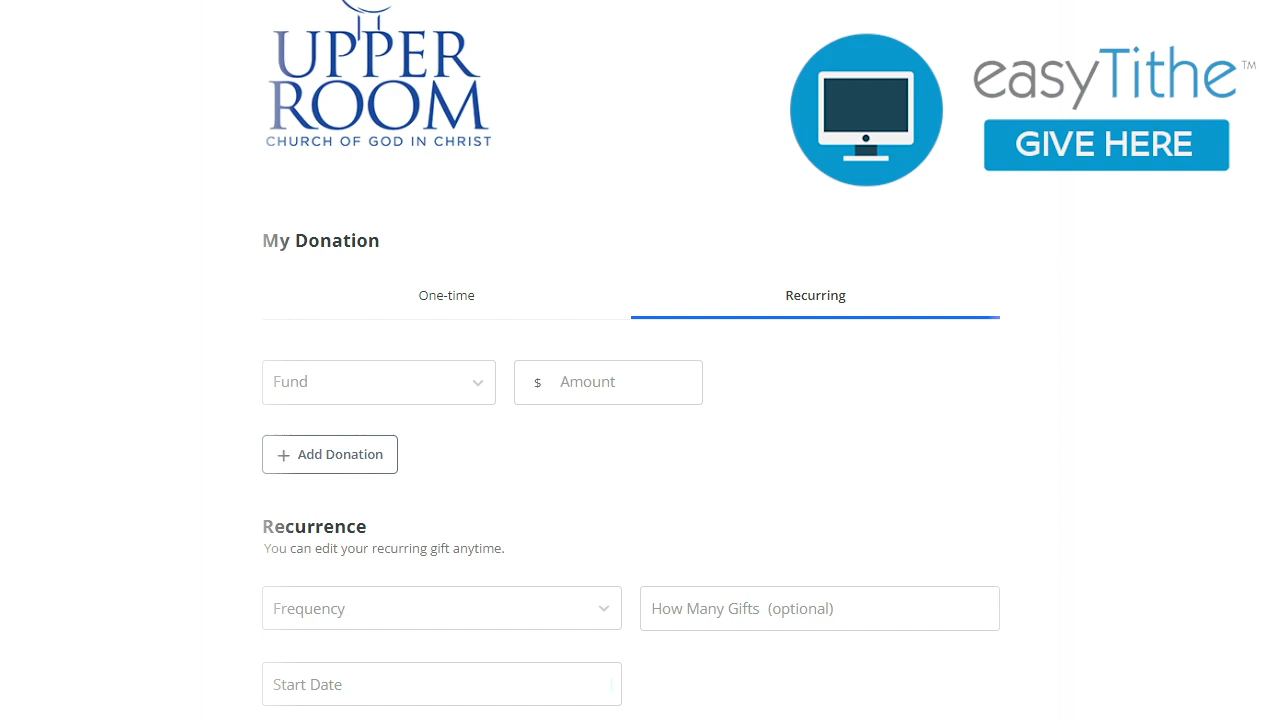 UPPER
ROOM
CHURCH OF GOD IN CHRIST
easyTithe™
GIVE HERE
My Donation
One-time
Recurring
Fund
$ Amount
+ Add Donation
Recurrence
You can edit your recurring gift anytime.
Frequency
How Many Gifts (optional)
Start Date